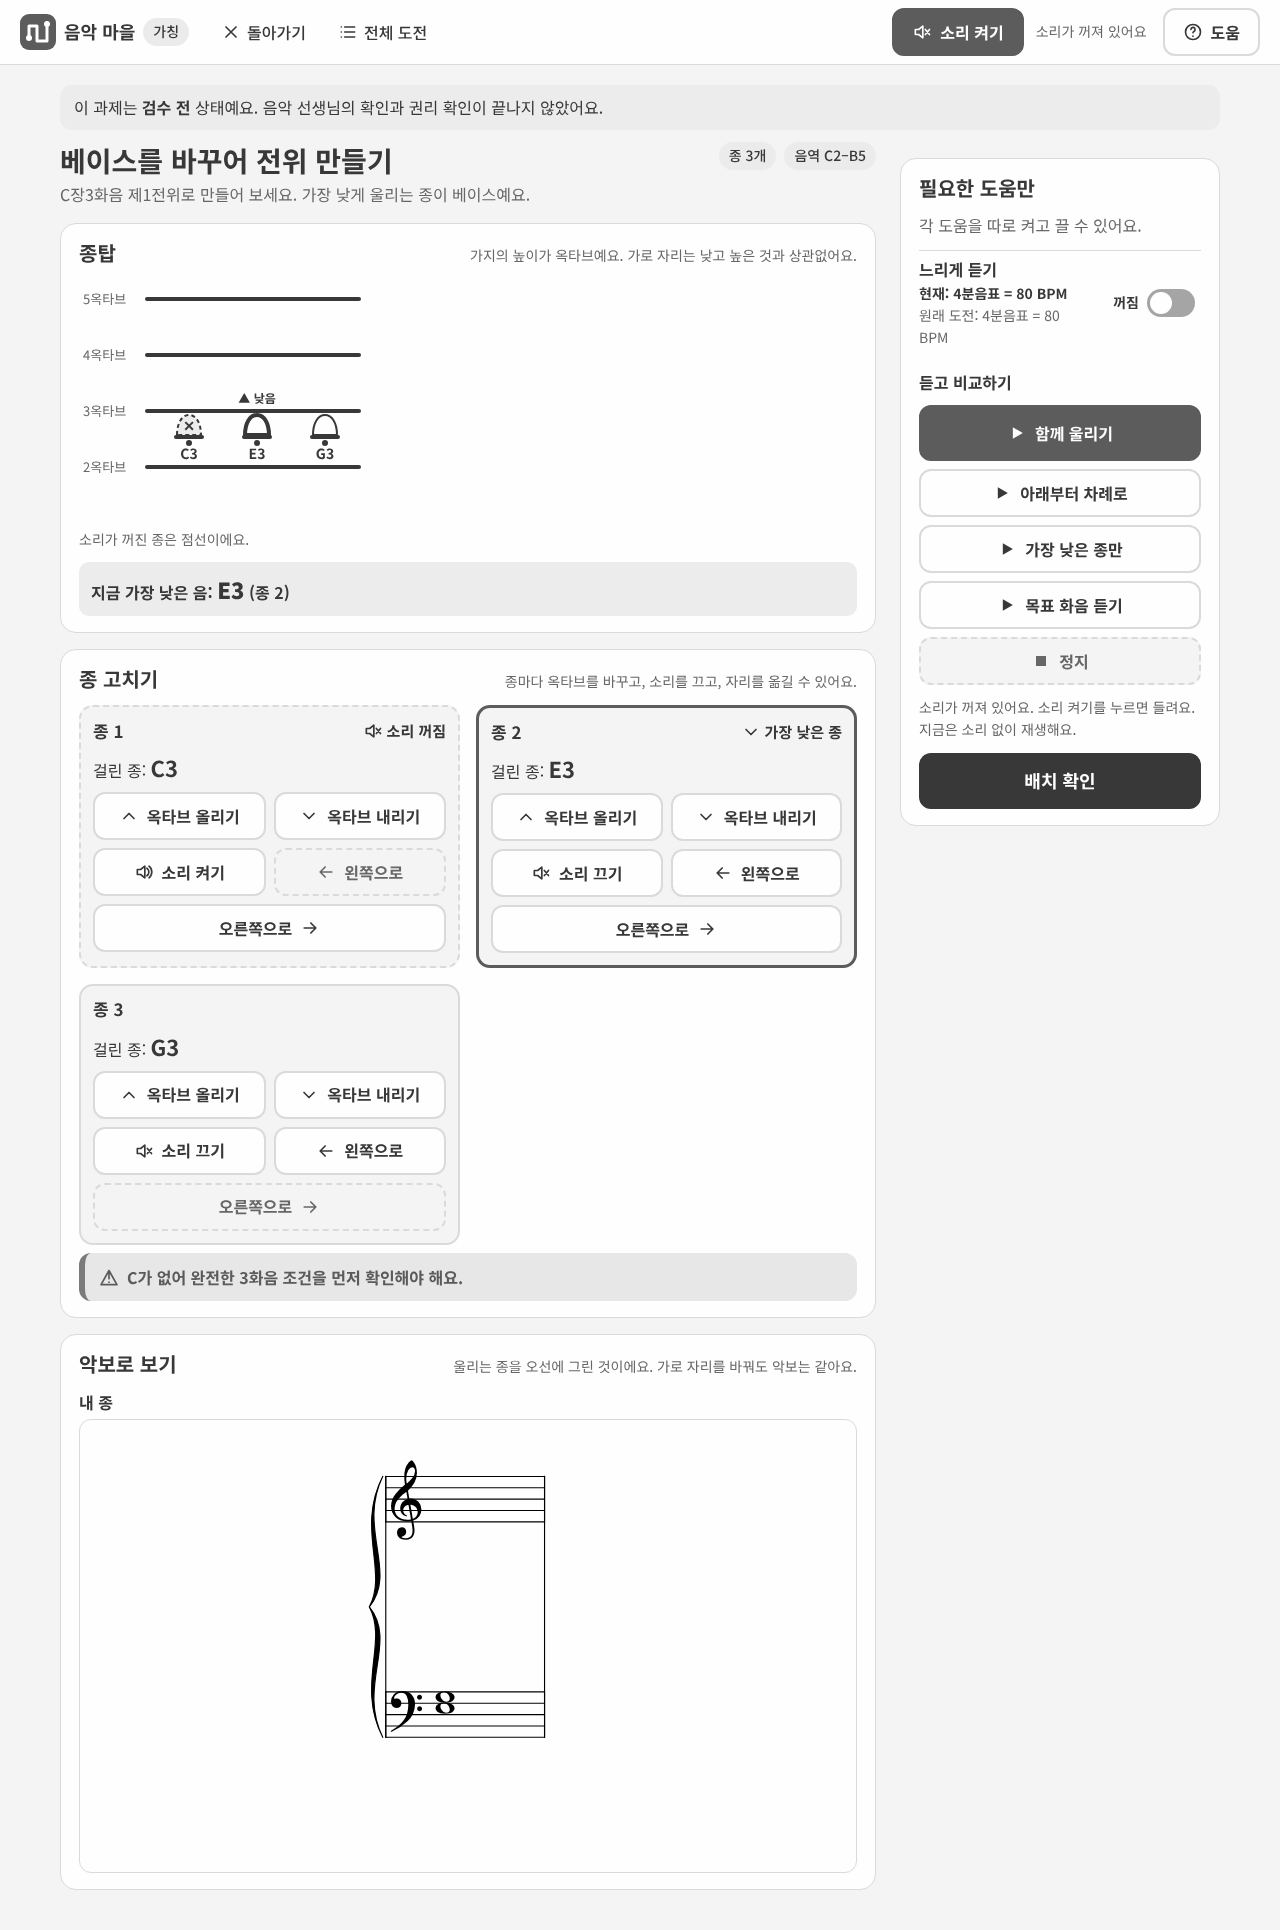 음악 마을 가칭 돌아가기 전체 도전 소리 켜기 소리가 꺼져 있어요 도움
이 과제는 검수 전 상태예요. 음악 선생님의 확인과 권리 확인이 끝나지 않았어요.
베이스를 바꾸어 전위 만들기 종 3개 음역 C2–B5
C장3화음 제1전위로 만들어 보세요. 가장 낮게 울리는 종이 베이스예요.
종탑 가지의 높이가 옥타브예요. 가로 자리는 낮고 높은 것과 상관없어요.
5옥타브
4옥타브
▲ 낮음
3옥타브
C3 E3 G3
2옥타브
소리가 꺼진 종은 점선이에요.
지금 가장 낮은 음: E3 (종 2)
종 고치기 종마다 옥타브를 바꾸고, 소리를 끄고, 자리를 옮길 수 있어요.
종 1 소리 꺼짐
걸린 종: C3
옥타브 올리기 옥타브 내리기
소리 켜기 왼쪽으로
오른쪽으로
종 2 가장 낮은 종
걸린 종: E3
옥타브 올리기 옥타브 내리기
소리 끄기 왼쪽으로
오른쪽으로
종 3
걸린 종: G3
옥타브 올리기 옥타브 내리기
소리 끄기 왼쪽으로
오른쪽으로
C가 없어 완전한 3화음 조건을 먼저 확인해야 해요.
악보로 보기 울리는 종을 오선에 그린 것이에요. 가로 자리를 바꿔도 악보는 같아요.
내 종
필요한 도움만
각 도움을 따로 켜고 끌 수 있어요.
느리게 듣기
현재: 4분음표 = 80 BPM 꺼짐
원래 도전: 4분음표 = 80
BPM
듣고 비교하기
함께 울리기
아래부터 차례로
가장 낮은 종만
목표 화음 듣기
정지
소리가 꺼져 있어요. 소리 켜기를 누르면 들려요.
지금은 소리 없이 재생해요.
배치 확인